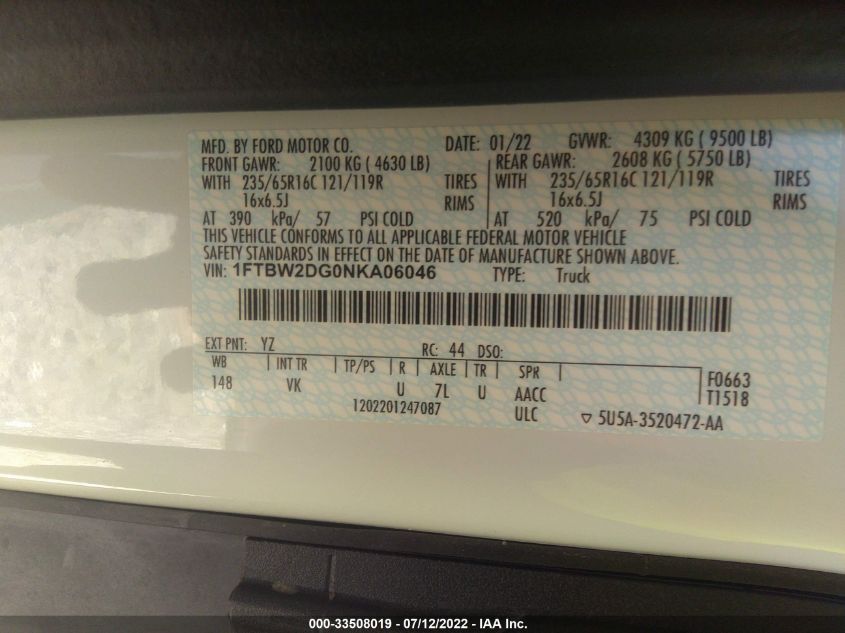 MFD. BY FORD MOTOR CO. DATE: 01/22 GVWR: 4309 KG ( 9500 LB)
FRONT GAWR: 2100 KG ( 4630 LB) REAR GAWR: 2608 KG ( 5750 LB)
WITH 235/65R16C 121/119R TIRES WITH 235/65R16C 121/119R TIRES
16x6.5J RIMS 16x6.5J RIMS
AT 390 kPa/ 57 PSI COLD AT 520 kPa/ 75 PSI COLD
THIS VEHICLE CONFORMS TO ALL APPLICABLE FEDERAL MOTOR VEHICLE
SAFETY STANDARDS IN EFFECT ON THE DATE OF MANUFACTURE SHOWN ABOVE.
VIN: 1FTBW2DG0NKA06046 TYPE: Truck
EXT PNT: YZ RC: 44 DSO:
WB INT TR TP/PS R AXLE TR SPR F0663
148 VK U 7L U AACC T1518
1202201247087 ULC ▽ 5U5A-3520472-AA
000-33508019 - 07/12/2022 - IAA Inc.